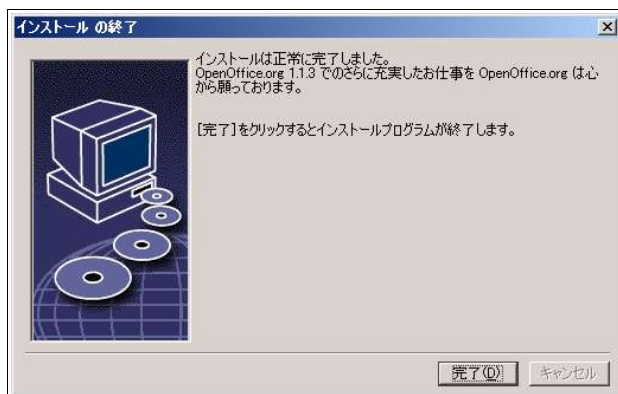 インストール の終了
インストールは正常に完了しました。
OpenOffice.org 1.1.3 でのさらに充実したお仕事を OpenOffice.org は心
から願っております。
[完了]をクリックするとインストールプログラムが終了します。
完了(D)
キャンセル